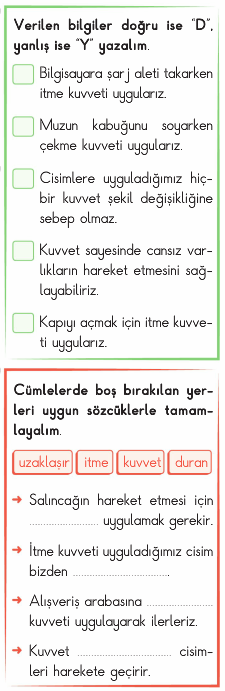 Verilen bilgiler doğru ise "D",
yanlış ise "Y" yazalım.
Bilgisayara şarj aleti takarken
itme kuvveti uygularız.
Muzun kabuğunu soyarken
çekme kuvveti uygularız.
Cisimlere uyguladığımız hiç-
bir kuvvet şekil değişikliğine
sebep olmaz.
Kuvvet sayesinde cansız var-
lıkların hareket etmesini sağ-
layabiliriz.
Kapıyı açmak için itme kuvve-
ti uygularız.
Cümlelerde boş bırakılan yer-
leri uygun sözcüklerle tamam-
layalım.
uzaklaşır itme kuvvet duran
Salıncağın hareket etmesi için
........................ uygulamak gerekir.
İtme kuvveti uyguladığımız cisim
bizden ..................................
Alışveriş arabasına ........................
kuvveti uygulayarak ilerleriz.
Kuvvet .................................. cisim-
leri harekete geçirir.